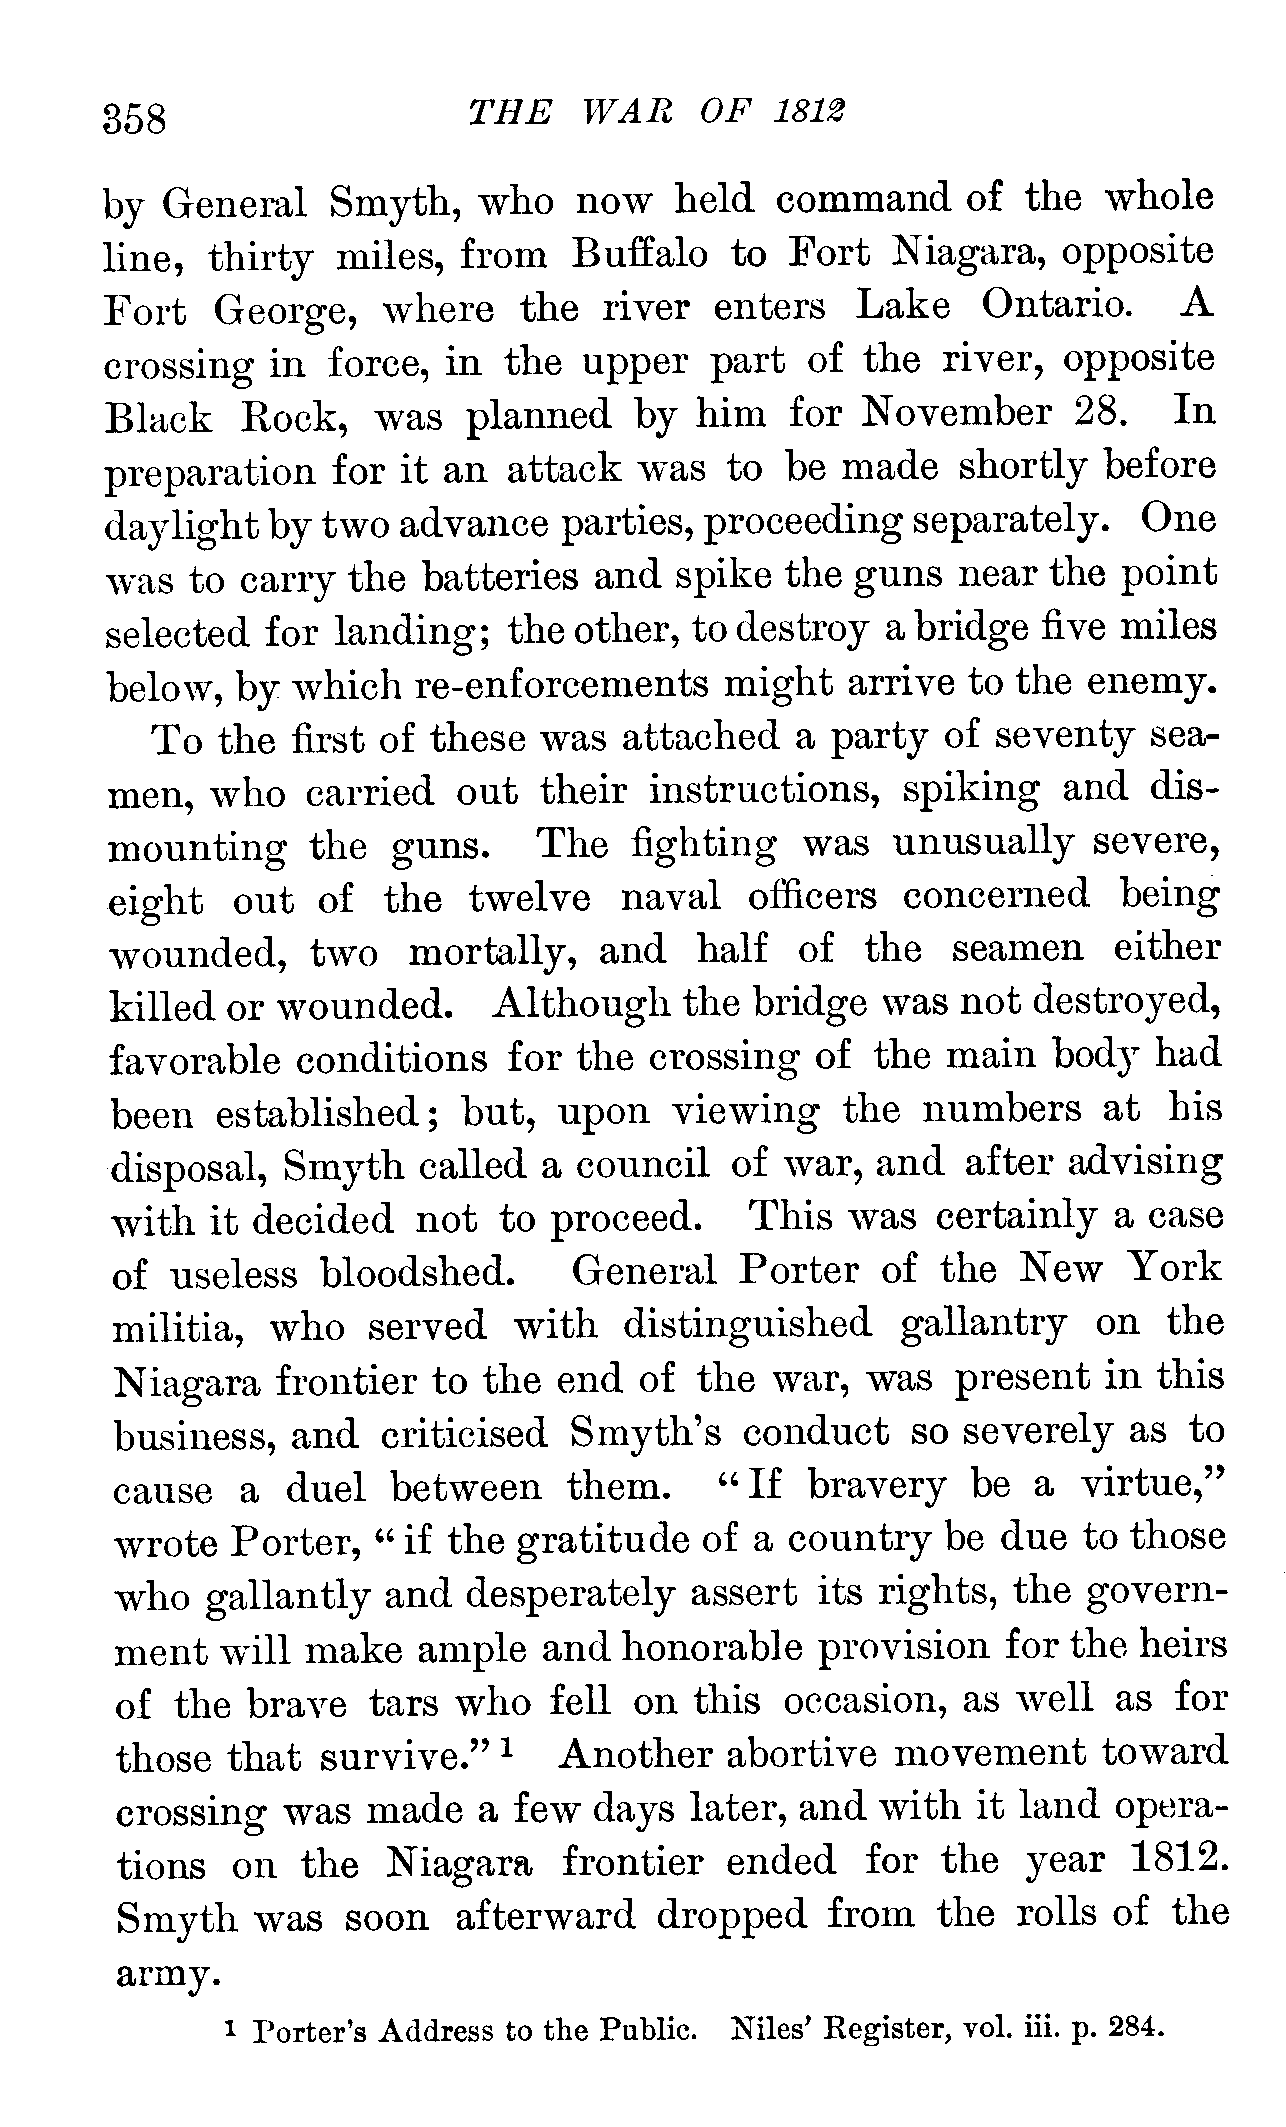 358 THE WAR OF 1812
by General Smyth, who now held command of the whole
line, thirty miles, from Buffalo to Fort Niagara, opposite
Fort George, where the river enters Lake Ontario. A
crossing in force, in the upper part of the river, opposite
Black Rock, was planned by him for November 28. In
preparation for it an attack was to be made shortly before
daylight by two advance parties, proceeding separately. One
was to carry the batteries and spike the guns near the point
selected for landing; the other, to destroy a bridge five miles
below, by which re-enforcements might arrive to the enemy.
To the first of these was attached a party of seventy sea-
men, who carried out their instructions, spiking and dis-
mounting the guns. The fighting was unusually severe,
eight out of the twelve naval officers concerned being
wounded, two mortally, and half of the seamen either
killed or wounded. Although the bridge was not destroyed,
favorable conditions for the crossing of the main body had
been established; but, upon viewing the numbers at his
disposal, Smyth called a council of war, and after advising
with it decided not to proceed. This was certainly a case
of useless bloodshed. General Porter of the New York
militia, who served with distinguished gallantry on the
Niagara frontier to the end of the war, was present in this
business, and criticised Smyth's conduct so severely as to
cause a duel between them. "If bravery be a virtue,"
wrote Porter, "if the gratitude of a country be due to those
who gallantly and desperately assert its rights, the govern-
ment will make ample and honorable provision for the heirs
of the brave tars who fell on this occasion, as well as for
those that survive." 1 Another abortive movement toward
crossing was made a few days later, and with it land opera-
tions on the Niagara frontier ended for the year 1812.
Smyth was soon afterward dropped from the rolls of the
army.
1 Porter's Address to the Public. Niles' Register, vol. iii. p. 284.